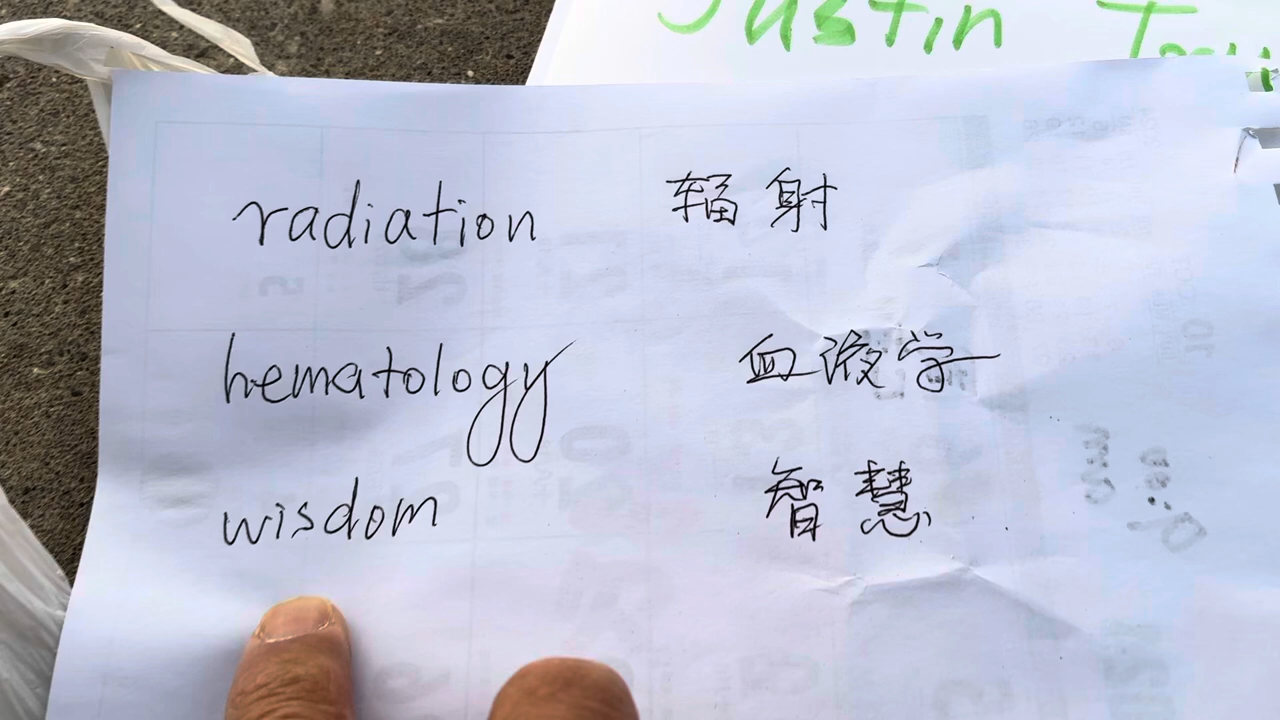 Justin
radiation 辐射
hematology 血液学
wisdom 智慧